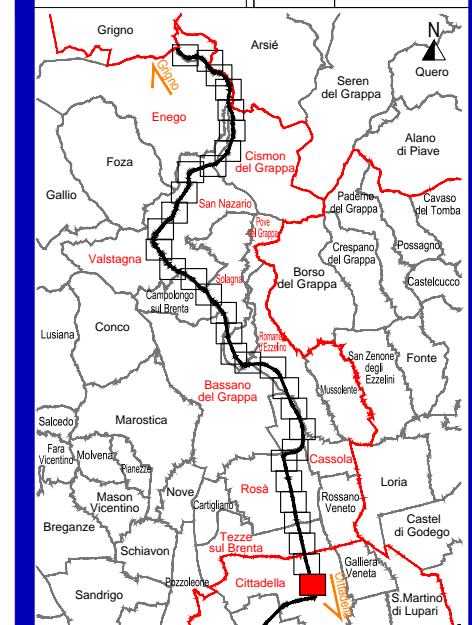 Grigno
Arsié
N
Quero
Seren
del Grappa
Grigno
Enego
Alano
di Piave
Foza
Cismon
del Grappa
Gallio
San Nazario
Paderno
del Grappa
Cavaso
del Tomba
Pove
del Grappa
Possagno
Crespano
del Grappa
Valstagna
Solagna
Borso
del Grappa
Castelcucco
Campolongo
sul Brenta
Lusiana
Conco
Romano
d'Ezzelino
San Zenone
degli
Ezzelini
Fonte
Bassano
del Grappa
Mussolente
Salcedo
Marostica
Fara
Vicentino
Molvena
Pianezze
Cassola
Loria
Rosà
Mason
Vicentino
Nove
Cartigliano
Rossano
Veneto
Breganze
Castel
di Godego
Schiavon
Tezze
sul Brenta
Pozzoleone
Cittadella
Galliera
Veneta
Sandrigo
Cittadella
S.Martino
di Lupari